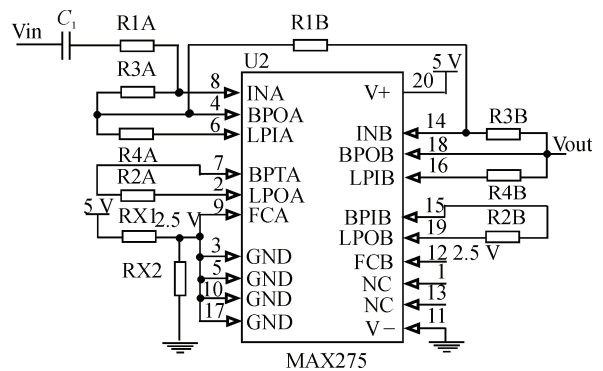 Vin C1 R1A R1B
U2
R3A
8 INA
4 BPOA
6 LPIA
R4A
7 BPTA
R2A
2 LPOA
5 V RX1 2.5 V 9 FCA
3 GND
RX2
5 GND
10 GND
17 GND
5 V
20 V+
14 INB R3B
18 BPOB Vout
16 LPIB
R4B
15 BPIB
R2B
19 LPOB
12 FCB 2.5 V
1 NC
13 NC
11 V−
MAX275